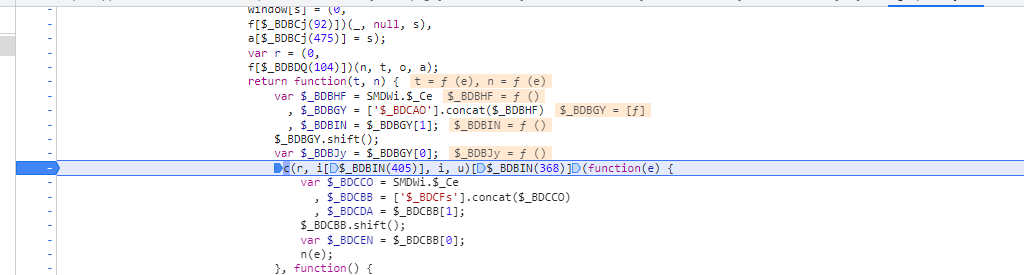 window[s] = (0,
f[$_BDBCj(92)])(_, null, s),
a[$_BDBCj(475)] = s);
var r = (0,
f[$_BDBDQ(104)])(n, t, o, a);
return function(t, n) { t = ƒ (e), n = ƒ (e)
var $_BDBHF = SMDWi.$_Ce $_BDBHF = ƒ ()
, $_BDBGY = ['$_BDCAO'].concat($_BDBHF) $_BDBGY = [ƒ]
, $_BDBIN = $_BDBGY[1]; $_BDBIN = ƒ ()
$_BDBGY.shift();
var $_BDBJy = $_BDBGY[0]; $_BDBJy = ƒ ()
c(r, i[$_BDBIN(405)], i, u)[$_BDBIN(368)](function(e) {
var $_BDCCO = SMDWi.$_Ce
, $_BDCBB = ['$_BDCFs'].concat($_BDCCO)
, $_BDCDA = $_BDCBB[1];
$_BDCBB.shift();
var $_BDCEN = $_BDCBB[0];
n(e);
}, function() {